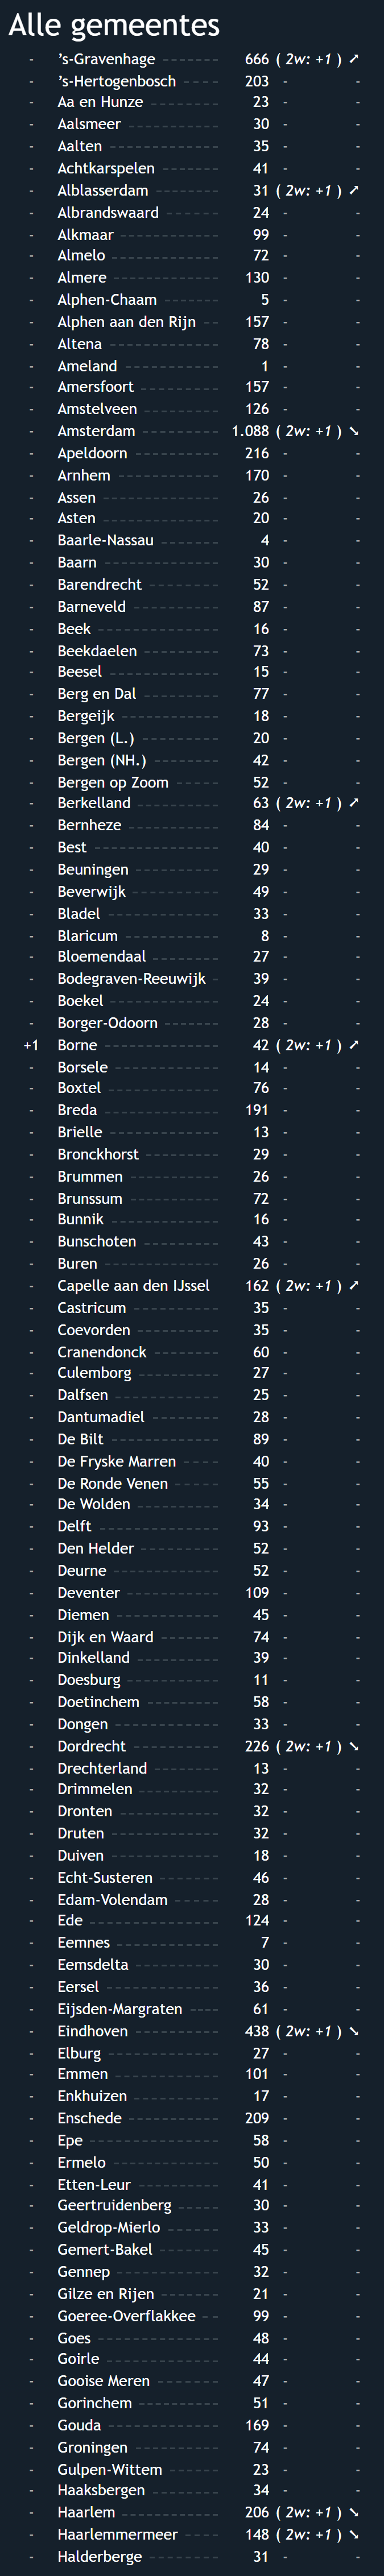 Alle gemeentes
- ’s-Gravenhage 666 ( 2w: +1 ) ↗
- ’s-Hertogenbosch 203 - -
- Aa en Hunze 23 - -
- Aalsmeer 30 - -
- Aalten 35 - -
- Achtkarspelen 41 - -
- Alblasserdam 31 ( 2w: +1 ) ↗
- Albrandswaard 24 - -
- Alkmaar 99 - -
- Almelo 72 - -
- Almere 130 - -
- Alphen-Chaam 5 - -
- Alphen aan den Rijn 157 - -
- Altena 78 - -
- Ameland 1 - -
- Amersfoort 157 - -
- Amstelveen 126 - -
- Amsterdam 1.088 ( 2w: +1 ) ↘
- Apeldoorn 216 - -
- Arnhem 170 - -
- Assen 26 - -
- Asten 20 - -
- Baarle-Nassau 4 - -
- Baarn 30 - -
- Barendrecht 52 - -
- Barneveld 87 - -
- Beek 16 - -
- Beekdaelen 73 - -
- Beesel 15 - -
- Berg en Dal 77 - -
- Bergeijk 18 - -
- Bergen (L.) 20 - -
- Bergen (NH.) 42 - -
- Bergen op Zoom 52 - -
- Berkelland 63 ( 2w: +1 ) ↗
- Bernheze 84 - -
- Best 40 - -
- Beuningen 29 - -
- Beverwijk 49 - -
- Bladel 33 - -
- Blaricum 8 - -
- Bloemendaal 27 - -
- Bodegraven-Reeuwijk 39 - -
- Boekel 24 - -
- Borger-Odoorn 28 - -
+1 Borne 42 ( 2w: +1 ) ↗
- Borsele 14 - -
- Boxtel 76 - -
- Breda 191 - -
- Brielle 13 - -
- Bronckhorst 29 - -
- Brummen 26 - -
- Brunssum 72 - -
- Bunnik 16 - -
- Bunschoten 43 - -
- Buren 26 - -
- Capelle aan den IJssel 162 ( 2w: +1 ) ↗
- Castricum 35 - -
- Coevorden 35 - -
- Cranendonck 60 - -
- Culemborg 27 - -
- Dalfsen 25 - -
- Dantumadiel 28 - -
- De Bilt 89 - -
- De Fryske Marren 40 - -
- De Ronde Venen 55 - -
- De Wolden 34 - -
- Delft 93 - -
- Den Helder 52 - -
- Deurne 52 - -
- Deventer 109 - -
- Diemen 45 - -
- Dijk en Waard 74 - -
- Dinkelland 39 - -
- Doesburg 11 - -
- Doetinchem 58 - -
- Dongen 33 - -
- Dordrecht 226 ( 2w: +1 ) ↘
- Drechterland 13 - -
- Drimmelen 32 - -
- Dronten 32 - -
- Druten 32 - -
- Duiven 18 - -
- Echt-Susteren 46 - -
- Edam-Volendam 28 - -
- Ede 124 - -
- Eemnes 7 - -
- Eemsdelta 30 - -
- Eersel 36 - -
- Eijsden-Margraten 61 - -
- Eindhoven 438 ( 2w: +1 ) ↘
- Elburg 27 - -
- Emmen 101 - -
- Enkhuizen 17 - -
- Enschede 209 - -
- Epe 58 - -
- Ermelo 50 - -
- Etten-Leur 41 - -
- Geertruidenberg 30 - -
- Geldrop-Mierlo 33 - -
- Gemert-Bakel 45 - -
- Gennep 32 - -
- Gilze en Rijen 21 - -
- Goeree-Overflakkee 99 - -
- Goes 48 - -
- Goirle 44 - -
- Gooise Meren 47 - -
- Gorinchem 51 - -
- Gouda 169 - -
- Groningen 74 - -
- Gulpen-Wittem 23 - -
- Haaksbergen 34 - -
- Haarlem 206 ( 2w: +1 ) ↘
- Haarlemmermeer 148 ( 2w: +1 ) ↘
- Halderberge 31 - -